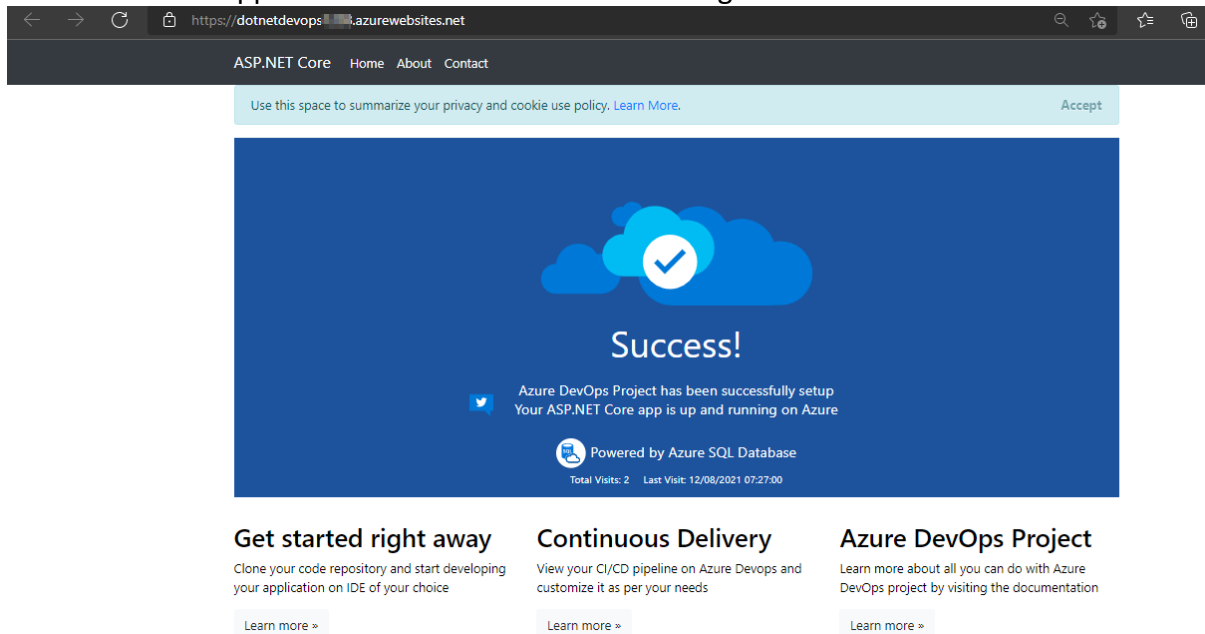 https://dotnetdevops .azurewebsites.net
ASP.NET Core Home About Contact
Use this space to summarize your privacy and cookie use policy. Learn More. Accept
Success!
Azure DevOps Project has been successfully setup
Your ASP.NET Core app is up and running on Azure
SQL
Powered by Azure SQL Database
Total Visits: 2 Last Visit: 12/08/2021 07:27:00
Get started right away
Clone your code repository and start developing
your application on IDE of your choice
Learn more »
Continuous Delivery
View your CI/CD pipeline on Azure Devops and
customize it as per your needs
Learn more »
Azure DevOps Project
Learn more about all you can do with Azure
DevOps project by visiting the documentation
Learn more »